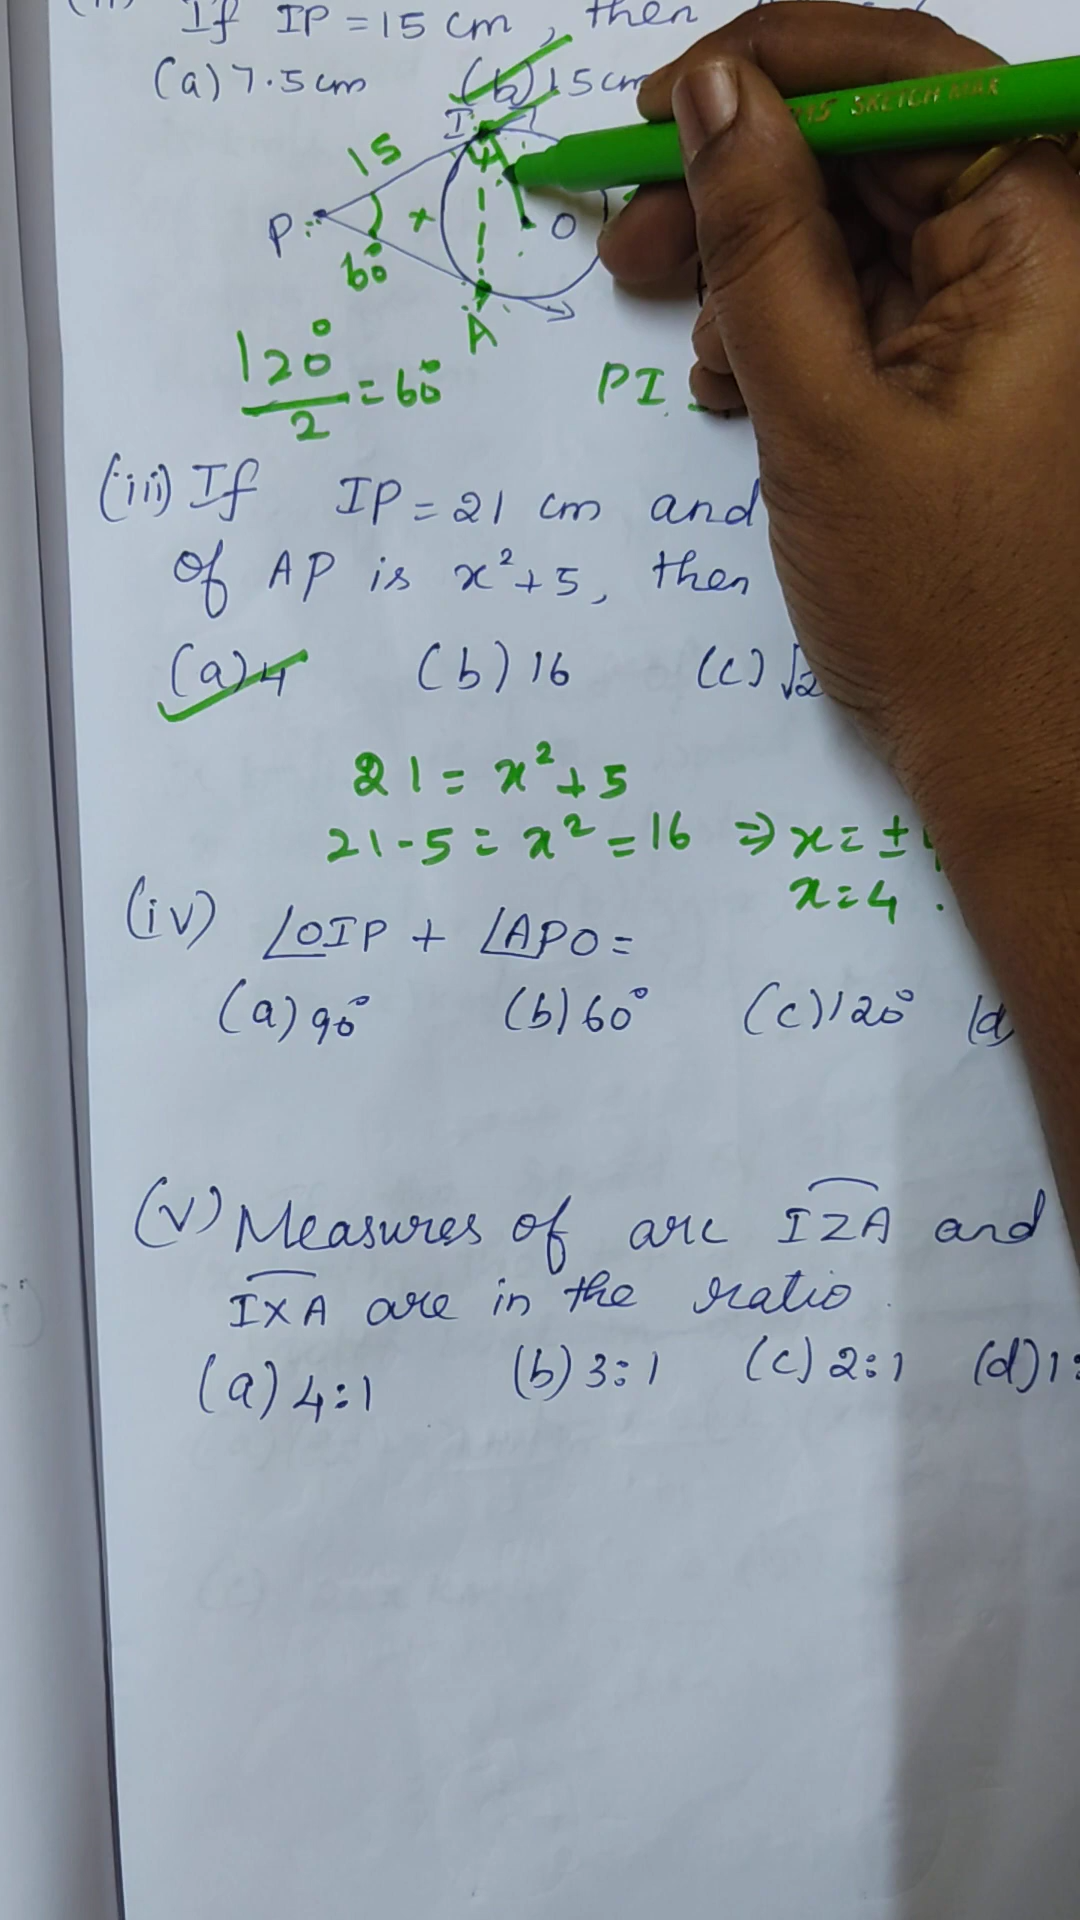 If IP = 15 cm, then
(a) 7.5 cm (b) 15 cm
SKETCH
I
15
P x O
60°
A
120°/2 = 60°
PI
(iii) If IP = 21 cm and
of AP is x²+5, then
(a) 4 (b) 16 (c) √2
21 = x²+5
21-5 = x² = 16 ⇒ x = ±4
x = 4.
(iv) ∠OIP + ∠APO =
(a) 90° (b) 60° (c) 120° (d
(v) Measures of arc IZA and
IXA are in the ratio
(a) 4:1 (b) 3:1 (c) 2:1 (d) 1: